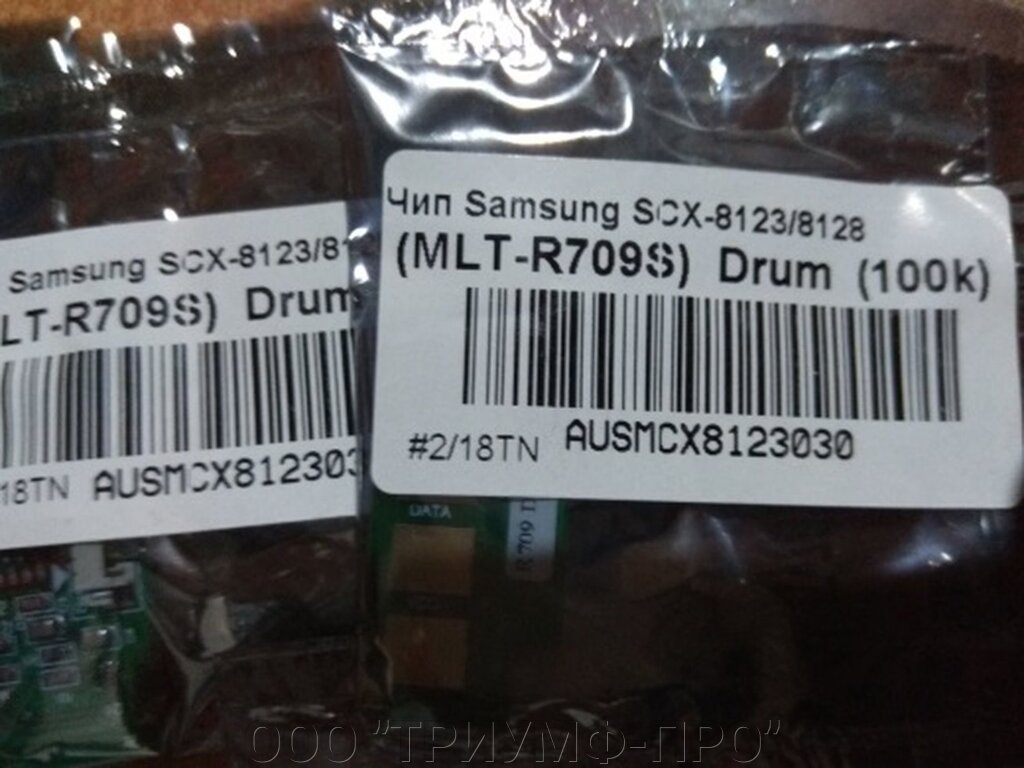 Samsung SCX-8123/81
LT-R709S) Drum
18TN AUSMCX812303
Чип Samsung SCX-8123/8128
(MLT-R709S) Drum (100k)
#2/18TN AUSMCX8123030
DATA
R709
ООО "ТРИУМФ-ПРО"